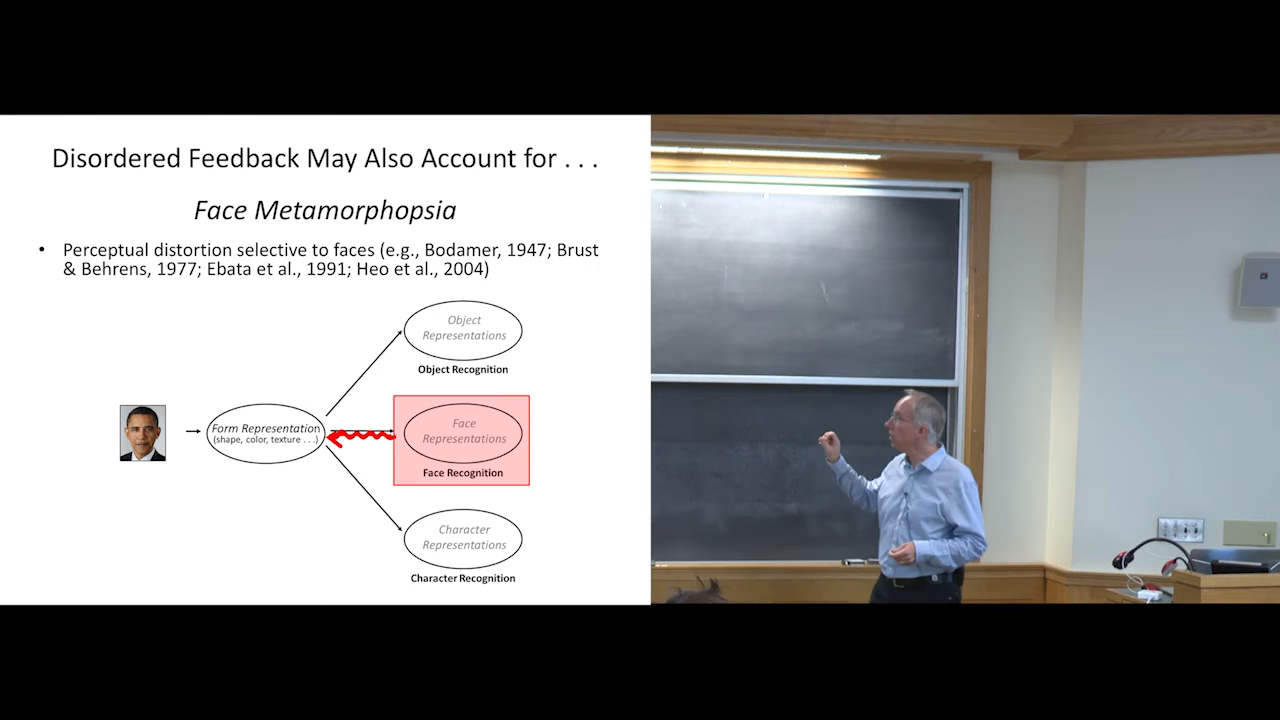 Disordered Feedback May Also Account for . . .
Face Metamorphopsia
• Perceptual distortion selective to faces (e.g., Bodamer, 1947; Brust
& Behrens, 1977; Ebata et al., 1991; Heo et al., 2004)
Object
Representations
Object Recognition
Form Representation
(shape, color, texture . . .)
Face
Representations
Face Recognition
Character
Representations
Character Recognition